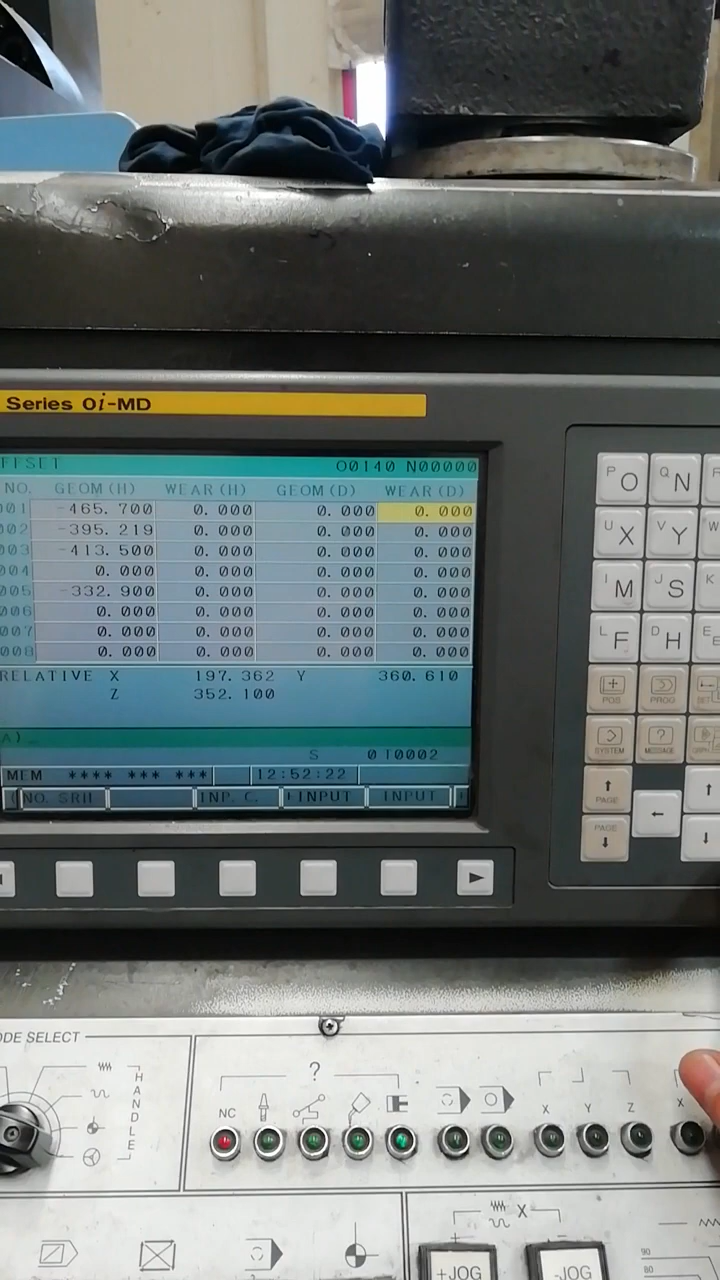 Series 0i-MD
FFSET O0140 N00000
NO. GEOM(H) WEAR(H) GEOM(D) WEAR(D)
001 -465.700 0.000 0.000 0.000
002 -395.219 0.000 0.000 0.000
003 -413.500 0.000 0.000 0.000
004 0.000 0.000 0.000 0.000
005 -332.900 0.000 0.000 0.000
006 0.000 0.000 0.000 0.000
007 0.000 0.000 0.000 0.000
008 0.000 0.000 0.000 0.000
RELATIVE X 197.362 Y 360.610
Z 352.100
A)_
S 0 T0002
MEM **** *** *** 12:52:22
(NO. SRH INP. C. +INPUT INPUT
P O Q N R
U X V Y W
I M J S K
L F D H E
POS PROG
SYSTEM MESSAGE
PAGE
PAGE
ODE SELECT
HANDLE
?
NC X Y Z X
X
+ -
+JOG -JOG
90
80